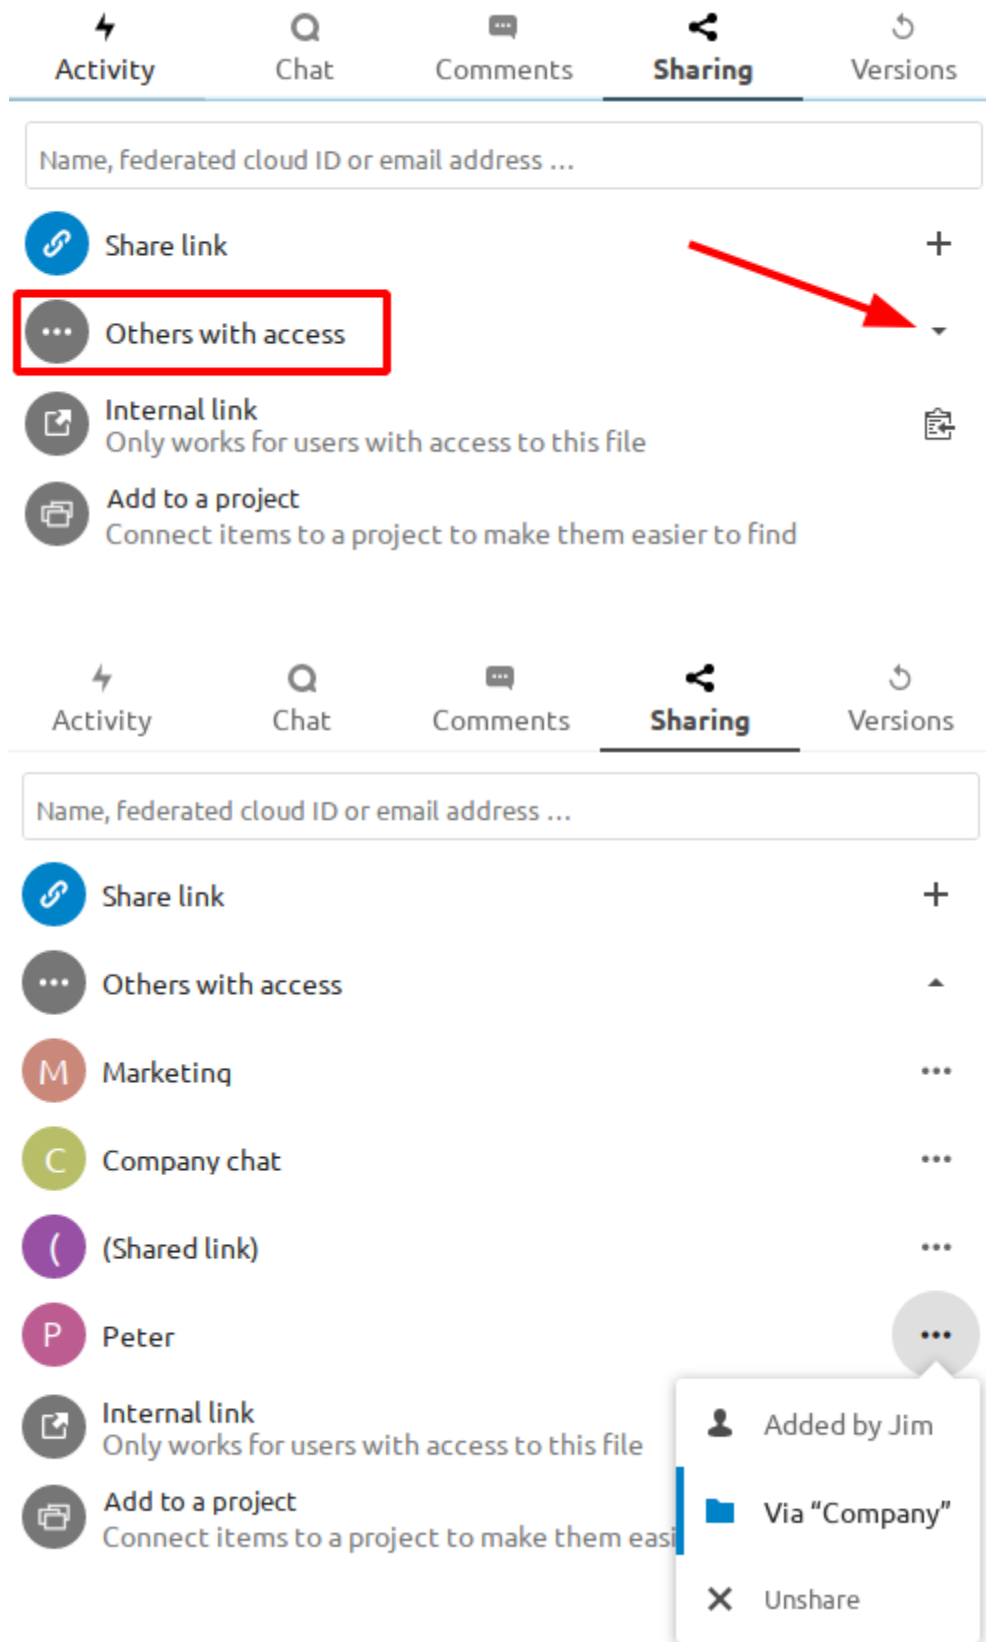 Activity Chat Comments Sharing Versions
Name, federated cloud ID or email address ...
Share link
Others with access
Internal link
Only works for users with access to this file
Add to a project
Connect items to a project to make them easier to find
Activity Chat Comments Sharing Versions
Name, federated cloud ID or email address ...
Share link
Others with access
M Marketing
C Company chat
( (Shared link)
P Peter
Internal link
Only works for users with access to this file
Add to a project
Connect items to a project to make them easi
Added by Jim
Via “Company”
Unshare